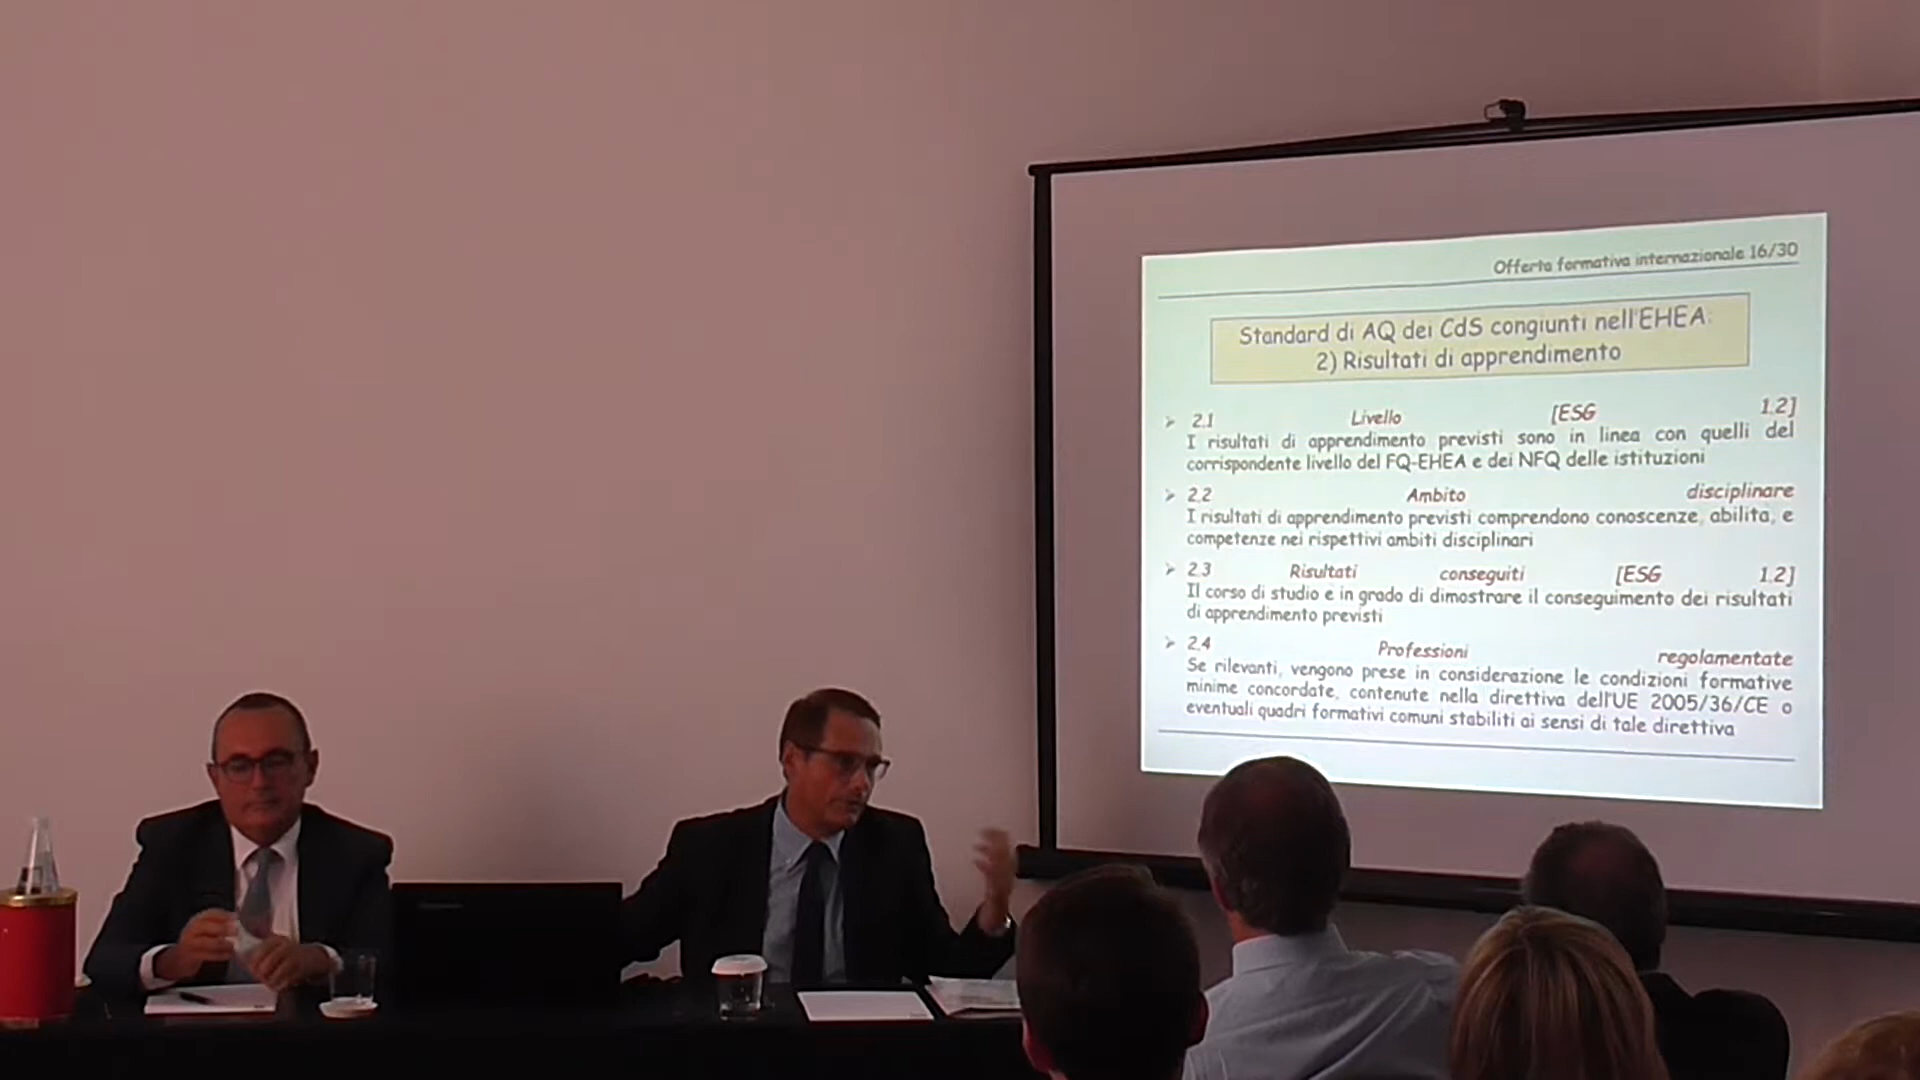 Offerta formativa internazionale 16/30
Standard di AQ dei CdS congiunti nell'EHEA:
2) Risultati di apprendimento
➢ 2.1 Livello [ESG 1.2]
I risultati di apprendimento previsti sono in linea con quelli del
corrispondente livello del FQ-EHEA e dei NFQ delle istituzioni
➢ 2.2 Ambito disciplinare
I risultati di apprendimento previsti comprendono conoscenze, abilita, e
competenze nei rispettivi ambiti disciplinari
➢ 2.3 Risultati conseguiti [ESG 1.2]
Il corso di studio e in grado di dimostrare il conseguimento dei risultati
di apprendimento previsti
➢ 2.4 Professioni regolamentate
Se rilevanti, vengono prese in considerazione le condizioni formative
minime concordate, contenute nella direttiva dell'UE 2005/36/CE o
eventuali quadri formativi comuni stabiliti ai sensi di tale direttiva